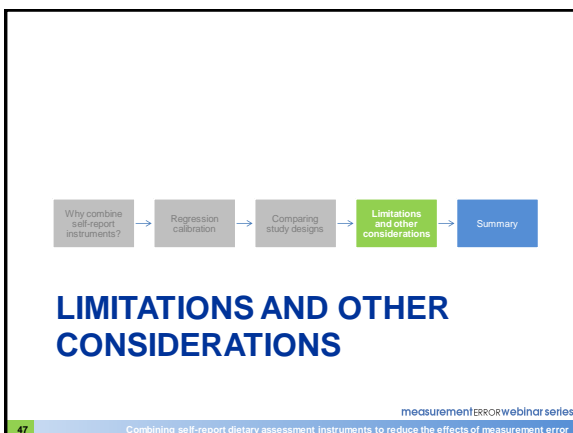 Why combine
self-report
instruments?
Regression
calibration
Comparing
study designs
Limitations
and other
considerations
Summary
LIMITATIONS AND OTHER
CONSIDERATIONS
measurementERRORwebinarseries
47
Combining self-report dietary assessment instruments to reduce the effects of measurement error